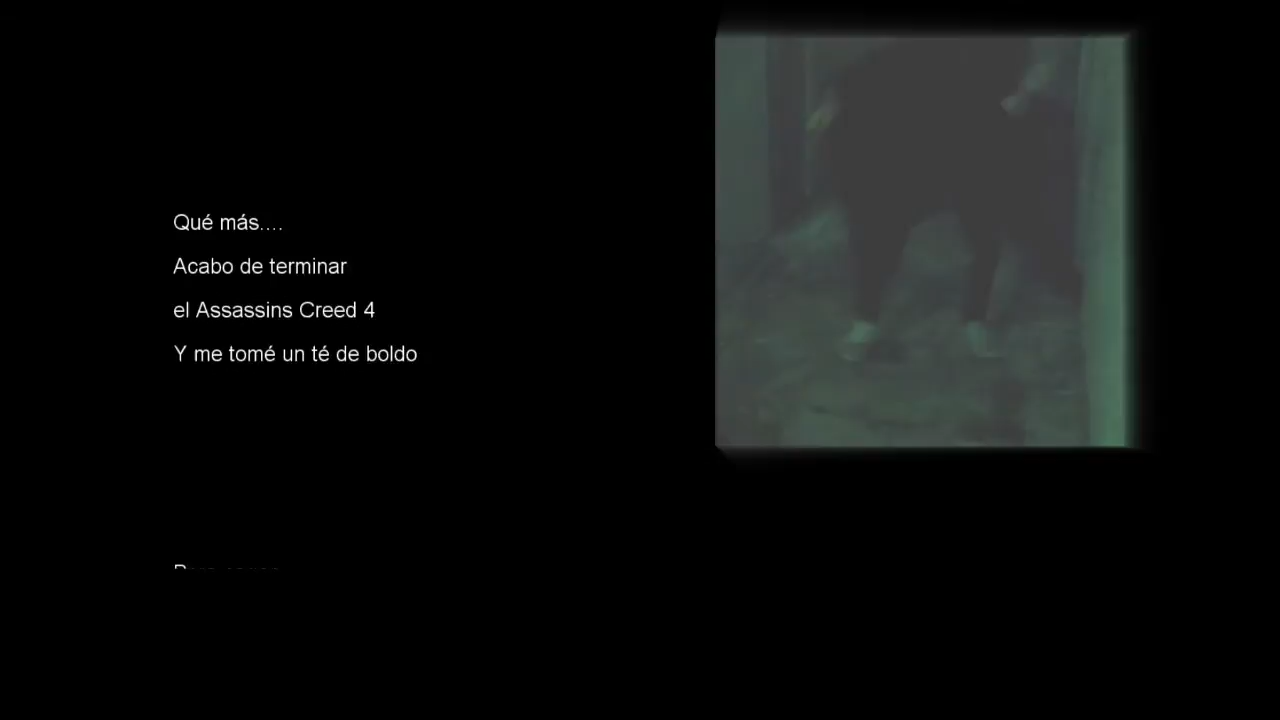 Qué más....
Acabo de terminar
el Assassins Creed 4
Y me tomé un té de boldo